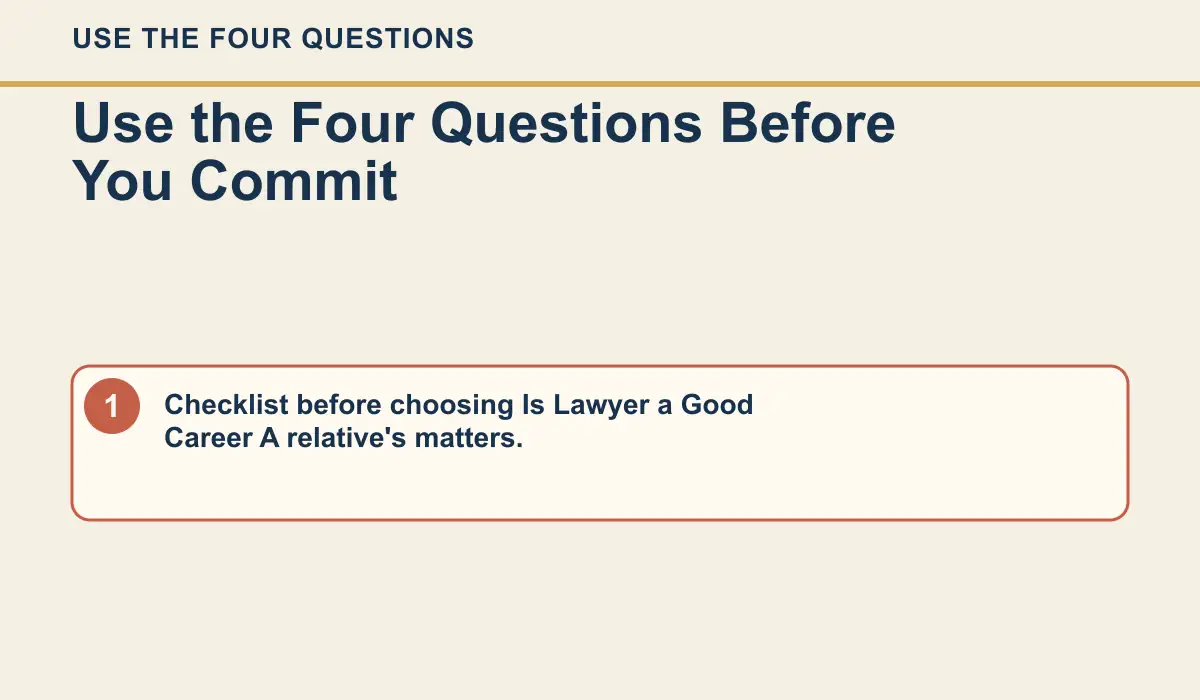 USE THE FOUR QUESTIONS
Use the Four Questions Before
You Commit
1
Checklist before choosing Is Lawyer a Good
Career A relative's matters.